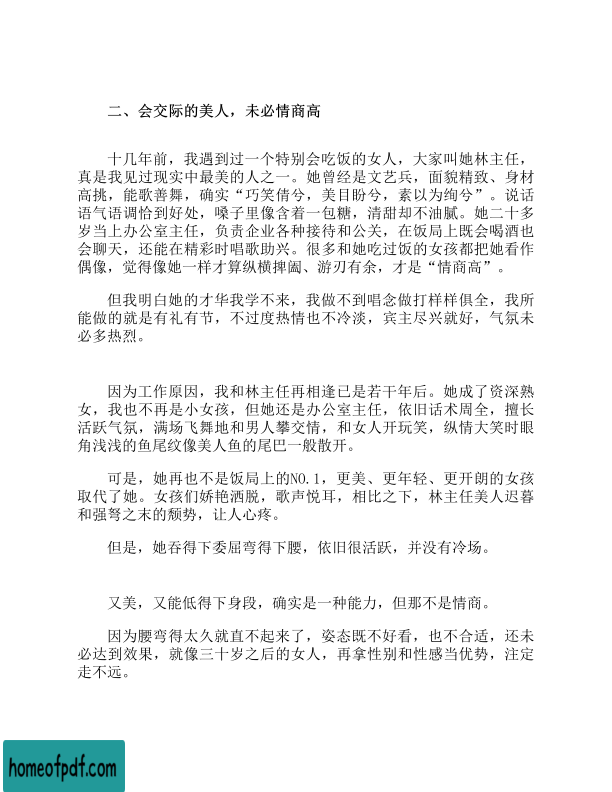 二、会交际的美人，未必情商高
十几年前，我遇到过一个特别会吃饭的女人，大家叫她林主任，
真是我见过现实中最美的人之一。她曾经是文艺兵，面貌精致、身材
高挑，能歌善舞，确实“巧笑倩兮，美目盼兮，素以为绚兮”。说话
语气语调恰到好处，嗓子里像含着一包糖，清甜却不油腻。她二十多
岁当上办公室主任，负责企业各种接待和公关，在饭局上既会喝酒也
会聊天，还能在精彩时唱歌助兴。很多和她吃过饭的女孩都把她看作
偶像，觉得像她一样才算纵横捭阖、游刃有余，才是“情商高”。
但我明白她的才华我学不来，我做不到唱念做打样样俱全，我所
能做的就是有礼有节，不过度热情也不冷淡，宾主尽兴就好，气氛未
必多热烈。
因为工作原因，我和林主任再相逢已是若干年后。她成了资深熟
女，我也不再是小女孩，但她还是办公室主任，依旧话术周全，擅长
活跃气氛，满场飞舞地和男人攀交情，和女人开玩笑，纵情大笑时眼
角浅浅的鱼尾纹像美人鱼的尾巴一般散开。
可是，她再也不是饭局上的NO.1，更美、更年轻、更开朗的女孩
取代了她。女孩们娇艳洒脱，歌声悦耳，相比之下，林主任美人迟暮
和强弩之末的颓势，让人心疼。
但是，她吞得下委屈弯得下腰，依旧很活跃，并没有冷场。
又美，又能低得下身段，确实是一种能力，但那不是情商。
因为腰弯得太久就直不起来了，姿态既不好看，也不合适，还未
必达到效果，就像三十岁之后的女人，再拿性别和性感当优势，注定
走不远。
homeofpdf.com